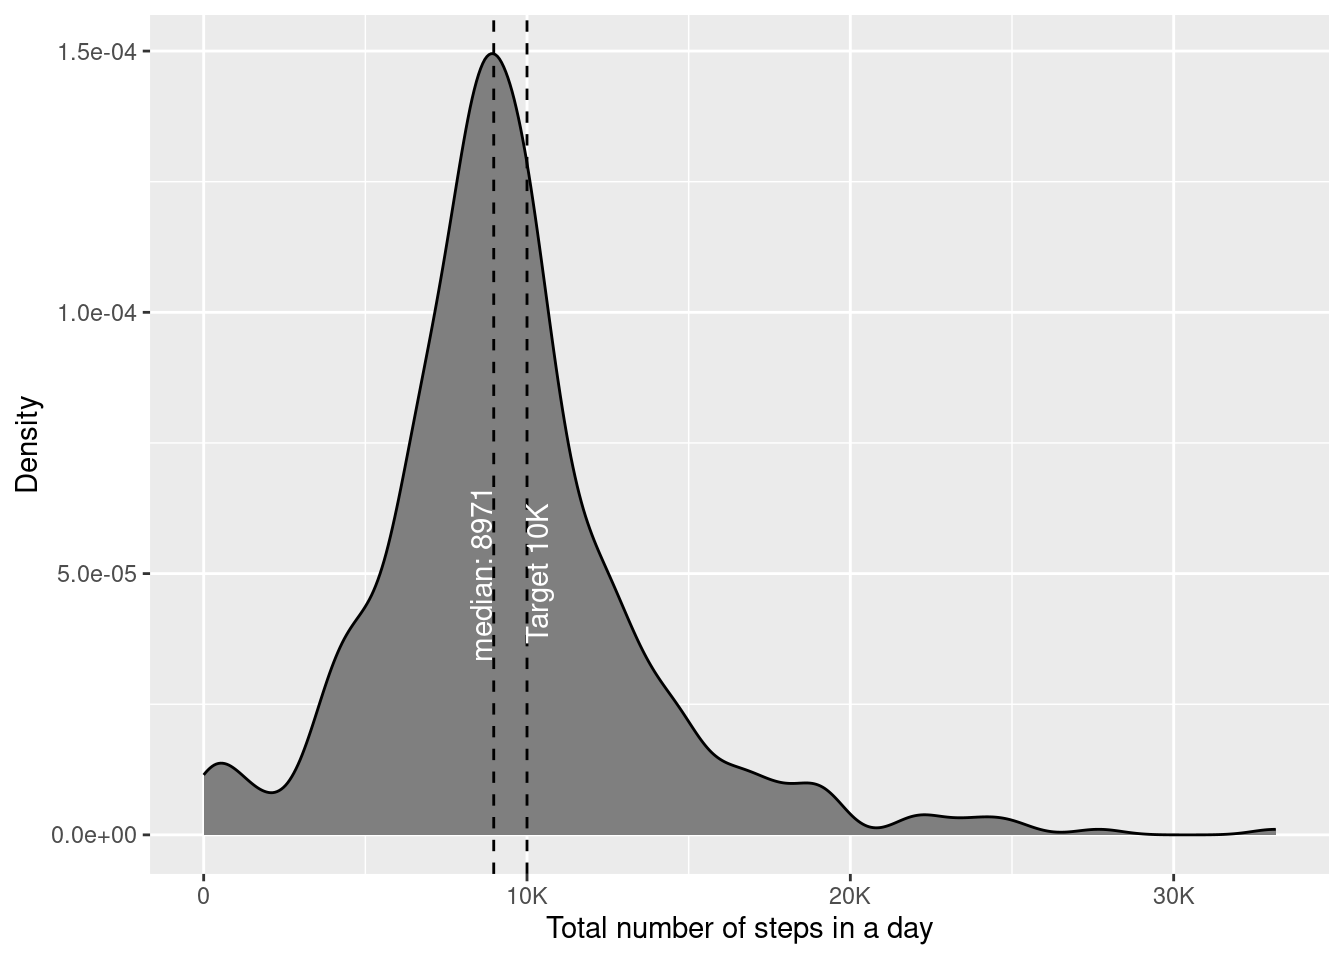 1.5e-04
1.0e-04
5.0e-05
0.0e+00
Density
median: 8971
Target 10K
0
10K
20K
30K
Total number of steps in a day